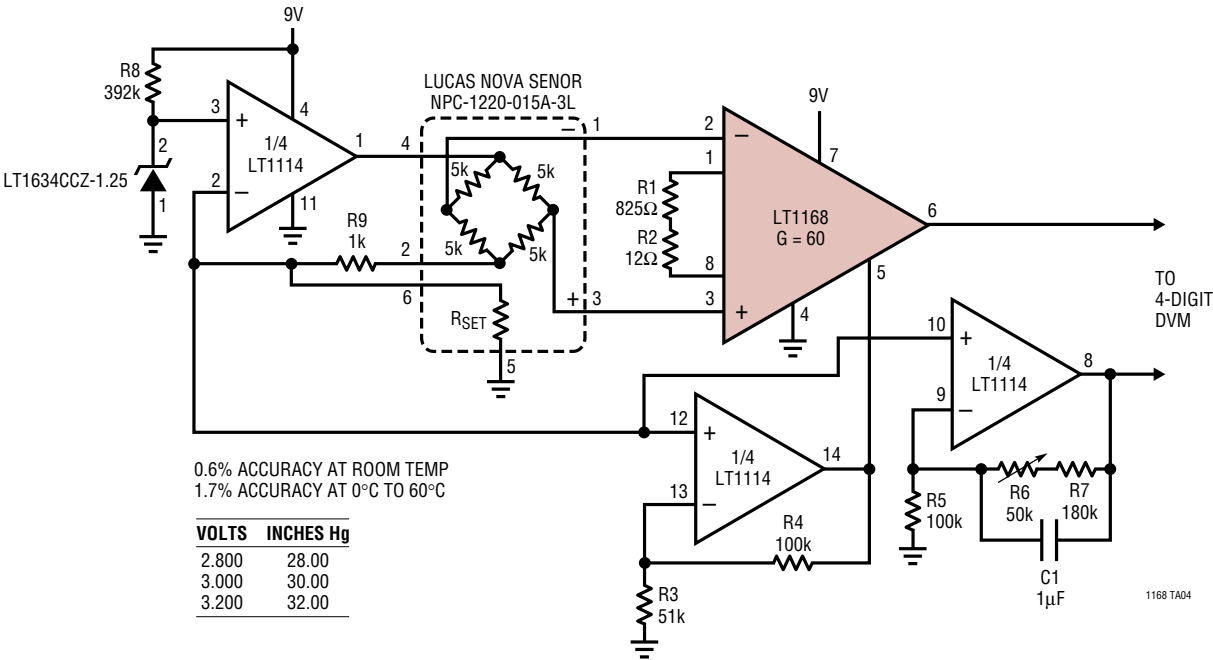 9V
R8
392k
3
+
4
1/4
LT1114
1
2
LT1634CCZ-1.25
1
2
–
11
R9
1k
2
6
4
LUCAS NOVA SENOR
NPC-1220-015A-3L
– 1
5k
5k
5k
5k
+ 3
RSET
5
9V
2
–
7
1
R1
825Ω
R2
12Ω
LT1168
G = 60
6
8
5
3
+
4
TO
4-DIGIT
DVM
10
+
1/4
LT1114
8
9
–
12
+
1/4
LT1114
14
13
–
R5
100k
R6
50k
R7
180k
C1
1µF
R4
100k
R3
51k
0.6% ACCURACY AT ROOM TEMP
1.7% ACCURACY AT 0°C TO 60°C
VOLTS INCHES Hg
2.800 28.00
3.000 30.00
3.200 32.00
1168 TA04